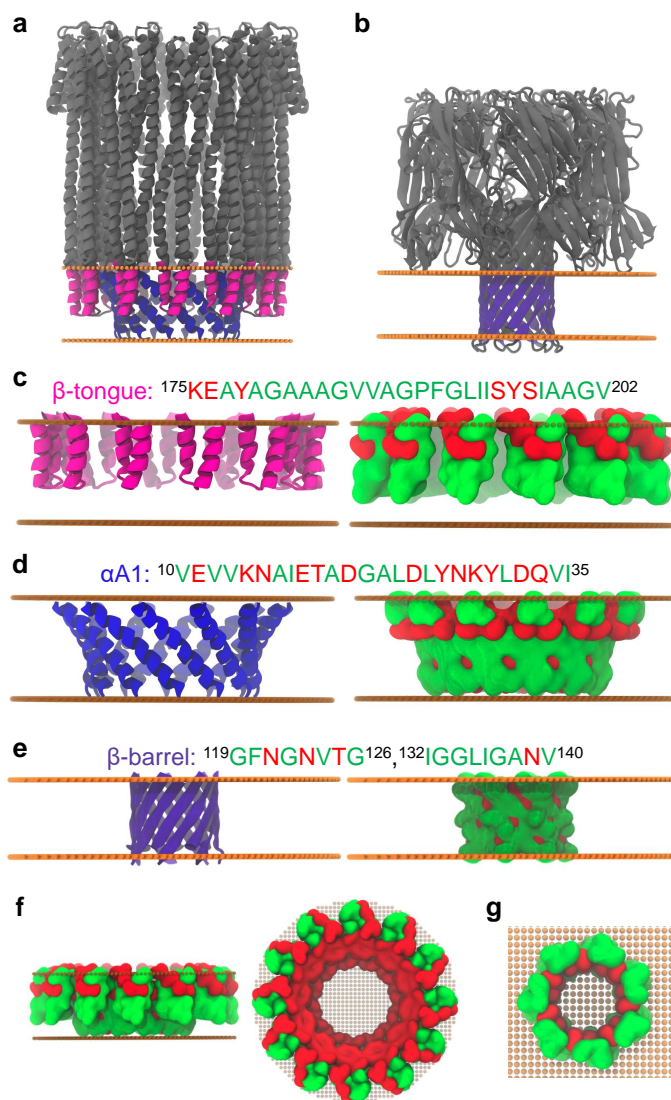 a
b
c
β-tongue: ¹⁷⁵KEAYAGAAAGVVAGPFGLIISYSIAAGV²⁰²
d
αA1: ¹⁰VEVVKNAIETADGALDLYNKYLDQVI³⁵
e
β-barrel: ¹¹⁹GFNGNVTG¹²⁶,¹³²IGGLIGANV¹⁴⁰
f
g